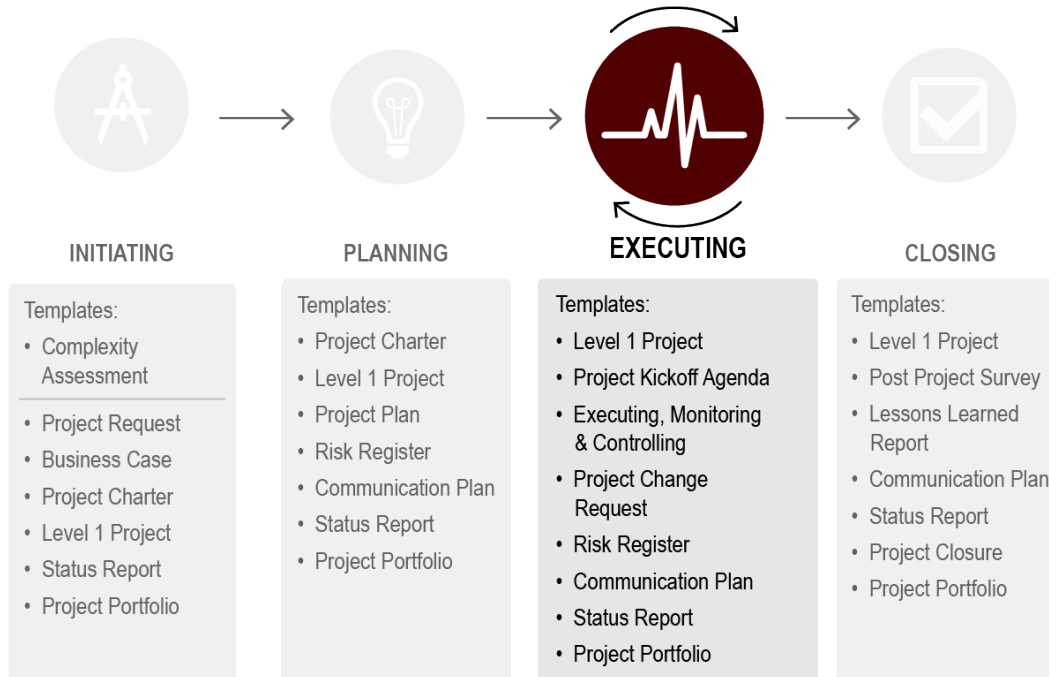 INITIATING
Templates:
• Complexity
Assessment
• Project Request
• Business Case
• Project Charter
• Level 1 Project
• Status Report
• Project Portfolio
PLANNING
Templates:
• Project Charter
• Level 1 Project
• Project Plan
• Risk Register
• Communication Plan
• Status Report
• Project Portfolio
EXECUTING
Templates:
• Level 1 Project
• Project Kickoff Agenda
• Executing, Monitoring
& Controlling
• Project Change
Request
• Risk Register
• Communication Plan
• Status Report
• Project Portfolio
CLOSING
Templates:
• Level 1 Project
• Post Project Survey
• Lessons Learned
Report
• Communication Plan
• Status Report
• Project Closure
• Project Portfolio